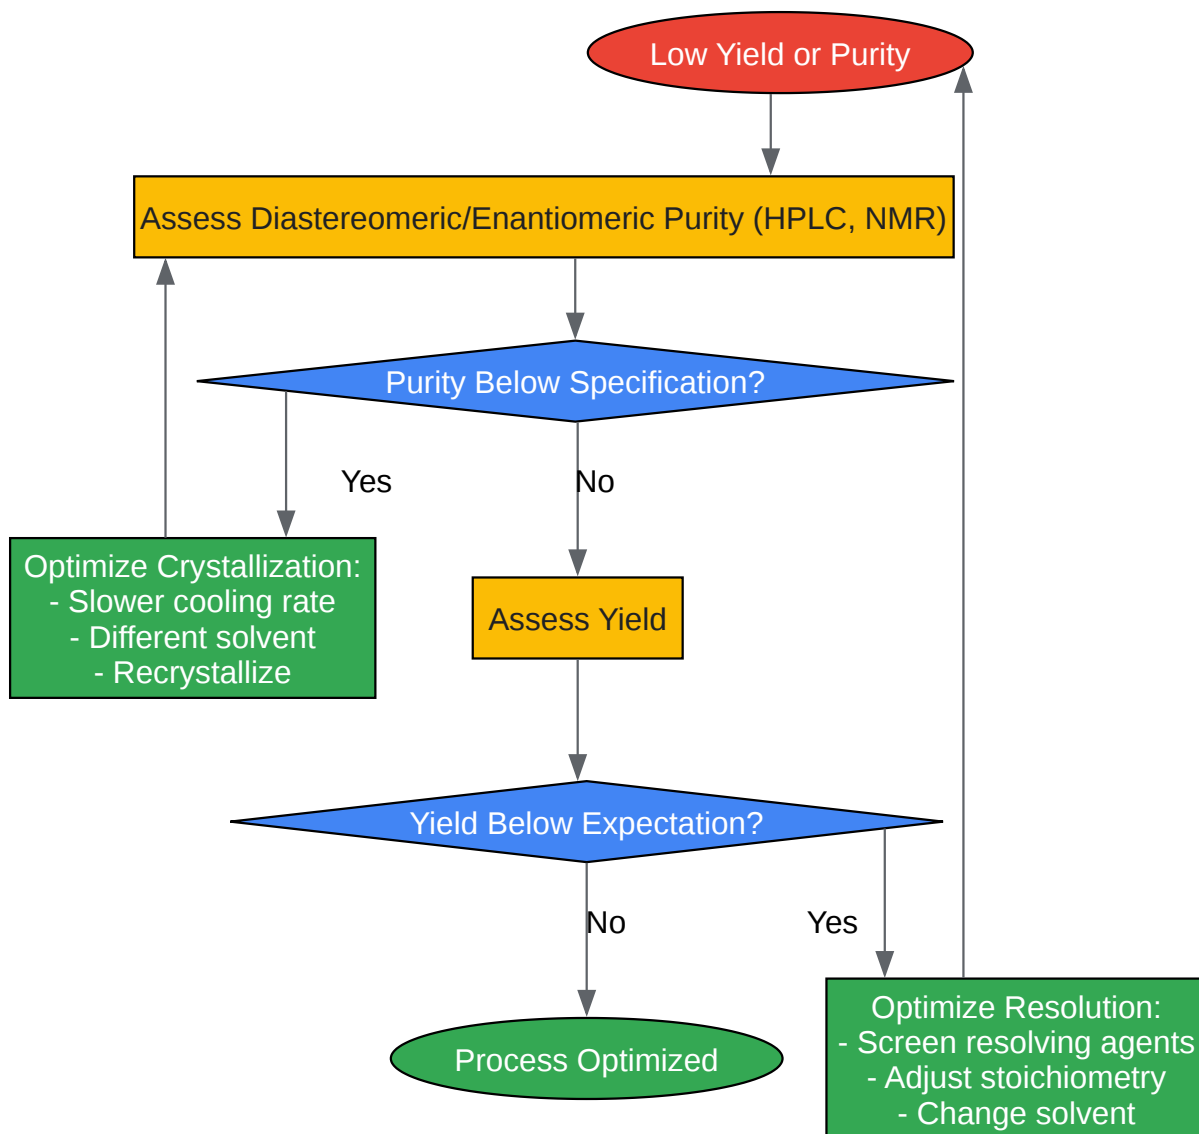 Low Yield or Purity
Assess Diastereomeric/Enantiomeric Purity (HPLC, NMR)
Purity Below Specification?
Yes
No
Optimize Crystallization:
- Slower cooling rate
- Different solvent
- Recrystallize
Assess Yield
Yield Below Expectation?
No
Yes
Process Optimized
Optimize Resolution:
- Screen resolving agents
- Adjust stoichiometry
- Change solvent